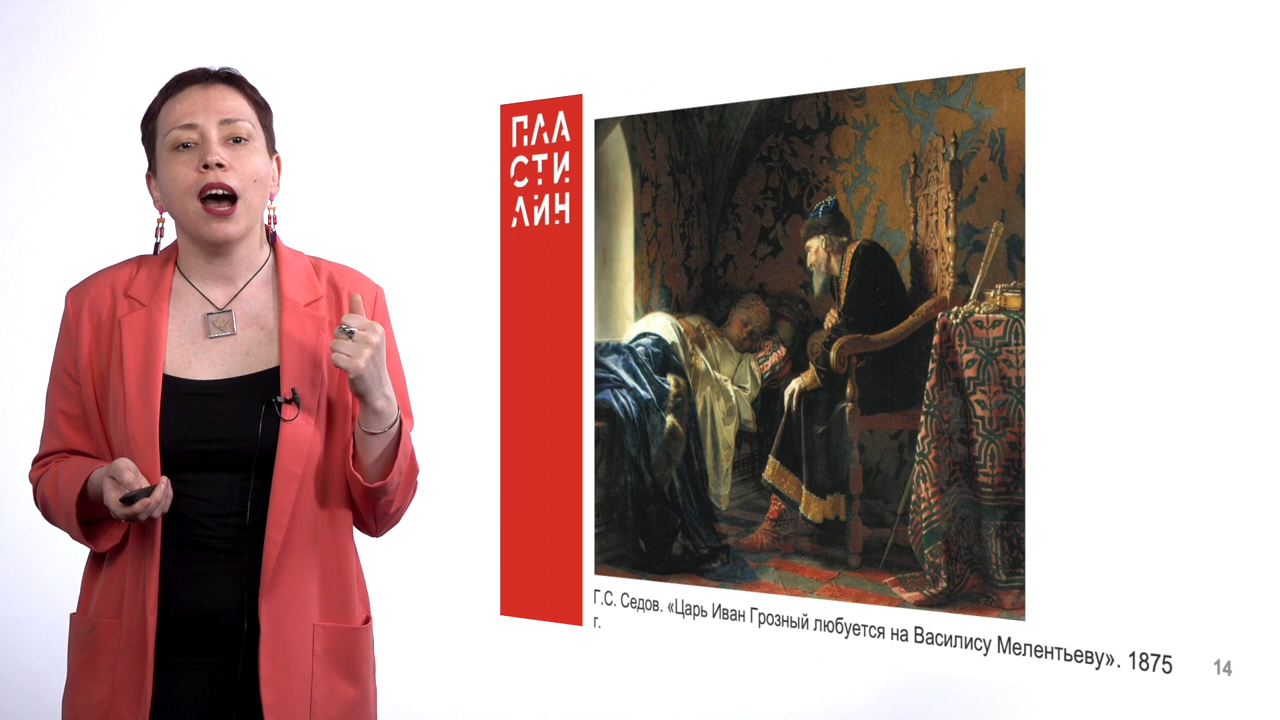 ПЛА
СТИ
ЛИН
Г.С. Седов. «Царь Иван Грозный любуется на Василису Мелентьеву». 1875
г.
14